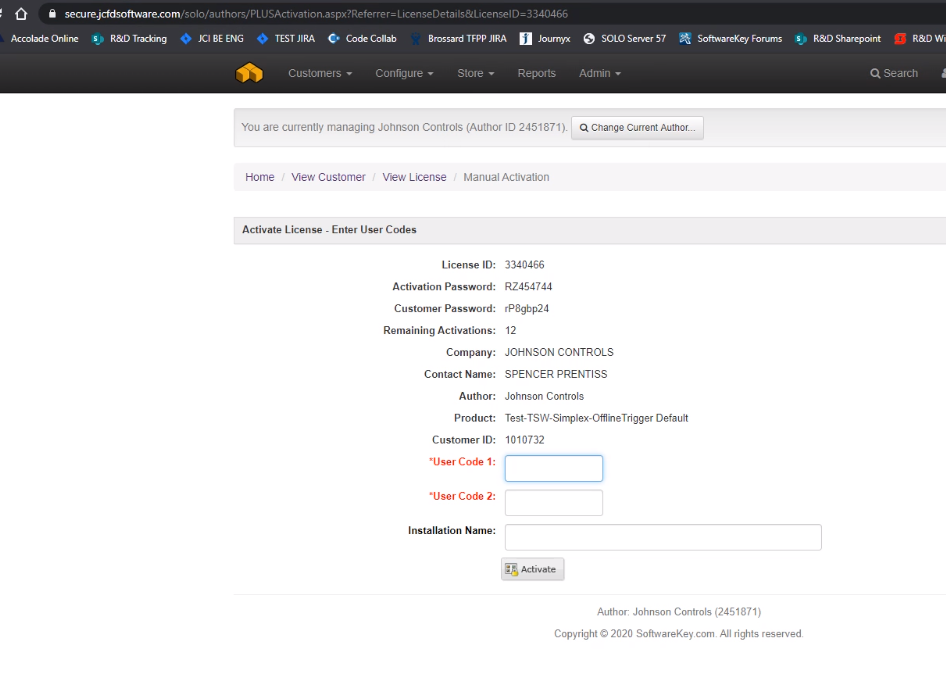 secure.jcfdsoftware.com/solo/authors/PLUSActivation.aspx?Referrer=LicenseDetails&LicenseID=3340466
Accolade Online S R&D Tracking JCI BE ENG TEST JIRA Code Collab Brossard TFPP JIRA j Journyx SOLO Server 57 SoftwareKey Forums S R&D Sharepoint R&D Wi
Customers Configure Store Reports Admin Search
You are currently managing Johnson Controls (Author ID 2451871). Change Current Author...
Home / View Customer / View License / Manual Activation
Activate License - Enter User Codes
License ID: 3340466
Activation Password: RZ454744
Customer Password: rP8gbp24
Remaining Activations: 12
Company: JOHNSON CONTROLS
Contact Name: SPENCER PRENTISS
Author: Johnson Controls
Product: Test-TSW-Simplex-OfflineTrigger Default
Customer ID: 1010732
*User Code 1:
*User Code 2:
Installation Name:
Activate
Author: Johnson Controls (2451871)
Copyright © 2020 SoftwareKey.com. All rights reserved.